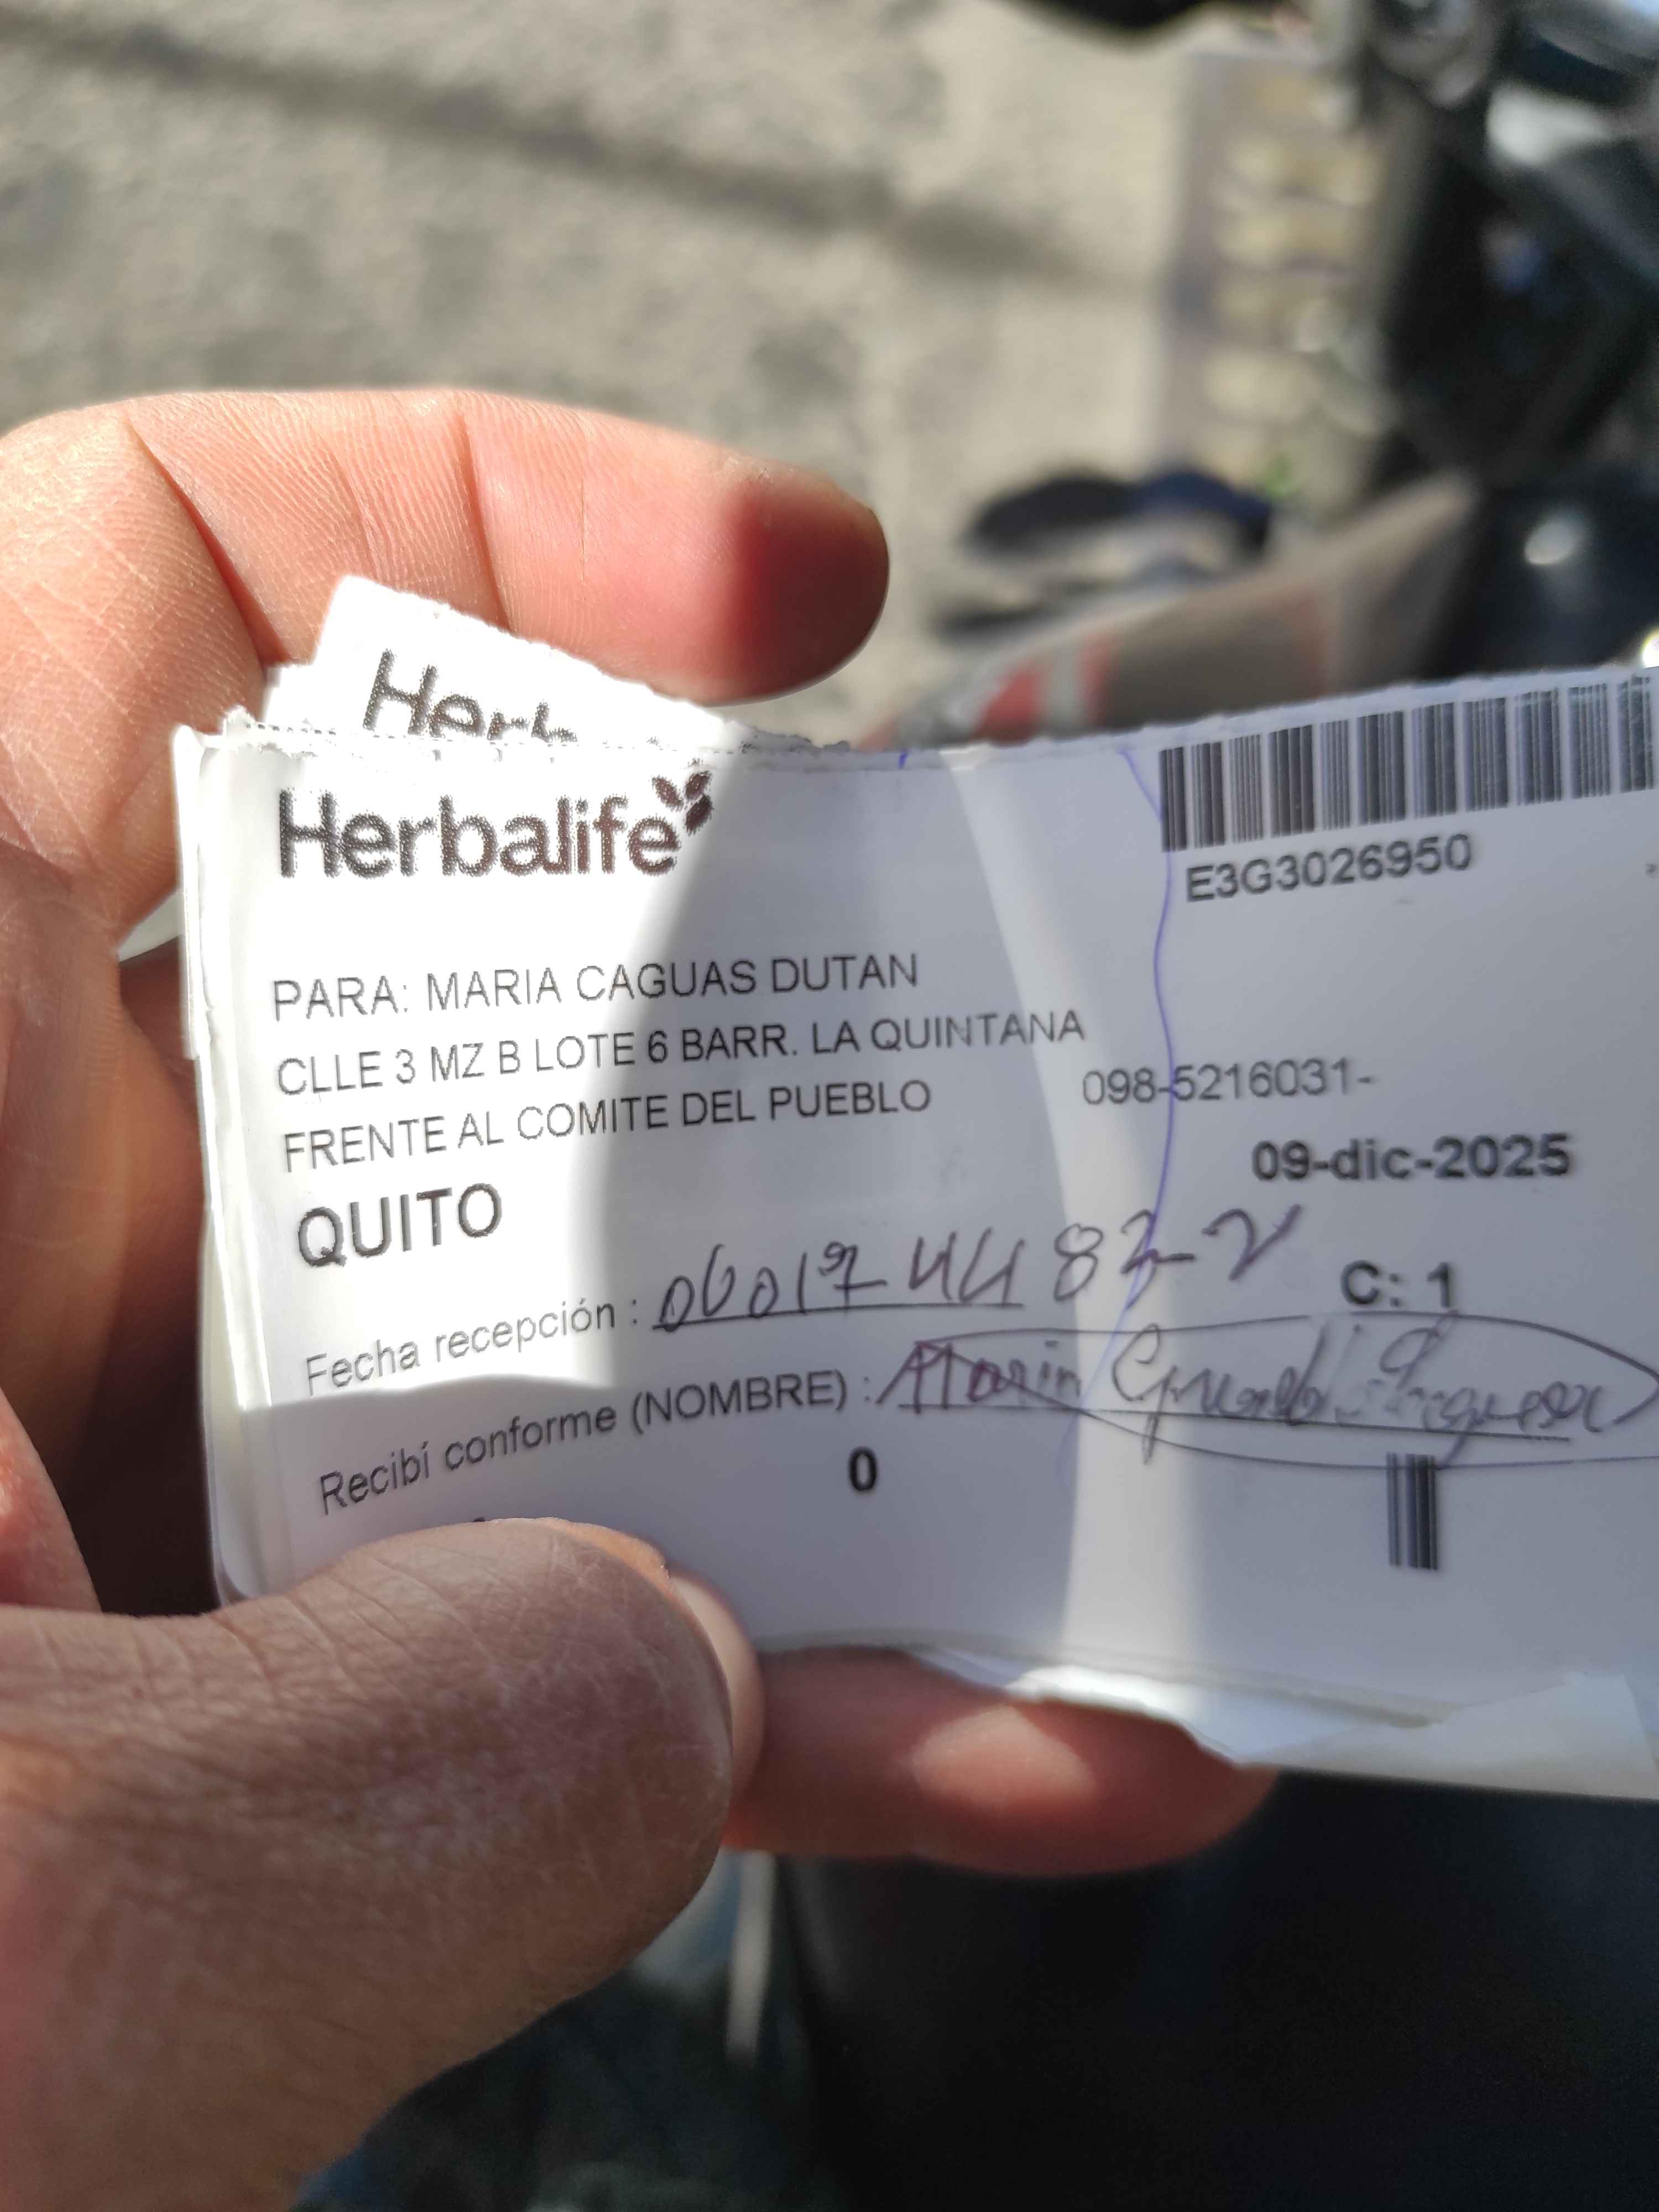 Herb
Herbalife
E3G3026950
PARA: MARIA CAGUAS DUTAN
CLLE 3 MZ B LOTE 6 BARR. LA QUINTANA
FRENTE AL COMITE DEL PUEBLO 098-5216031-
09-dic-2025
QUITO
C: 1
Fecha recepción :
Recibí conforme (NOMBRE) :
0